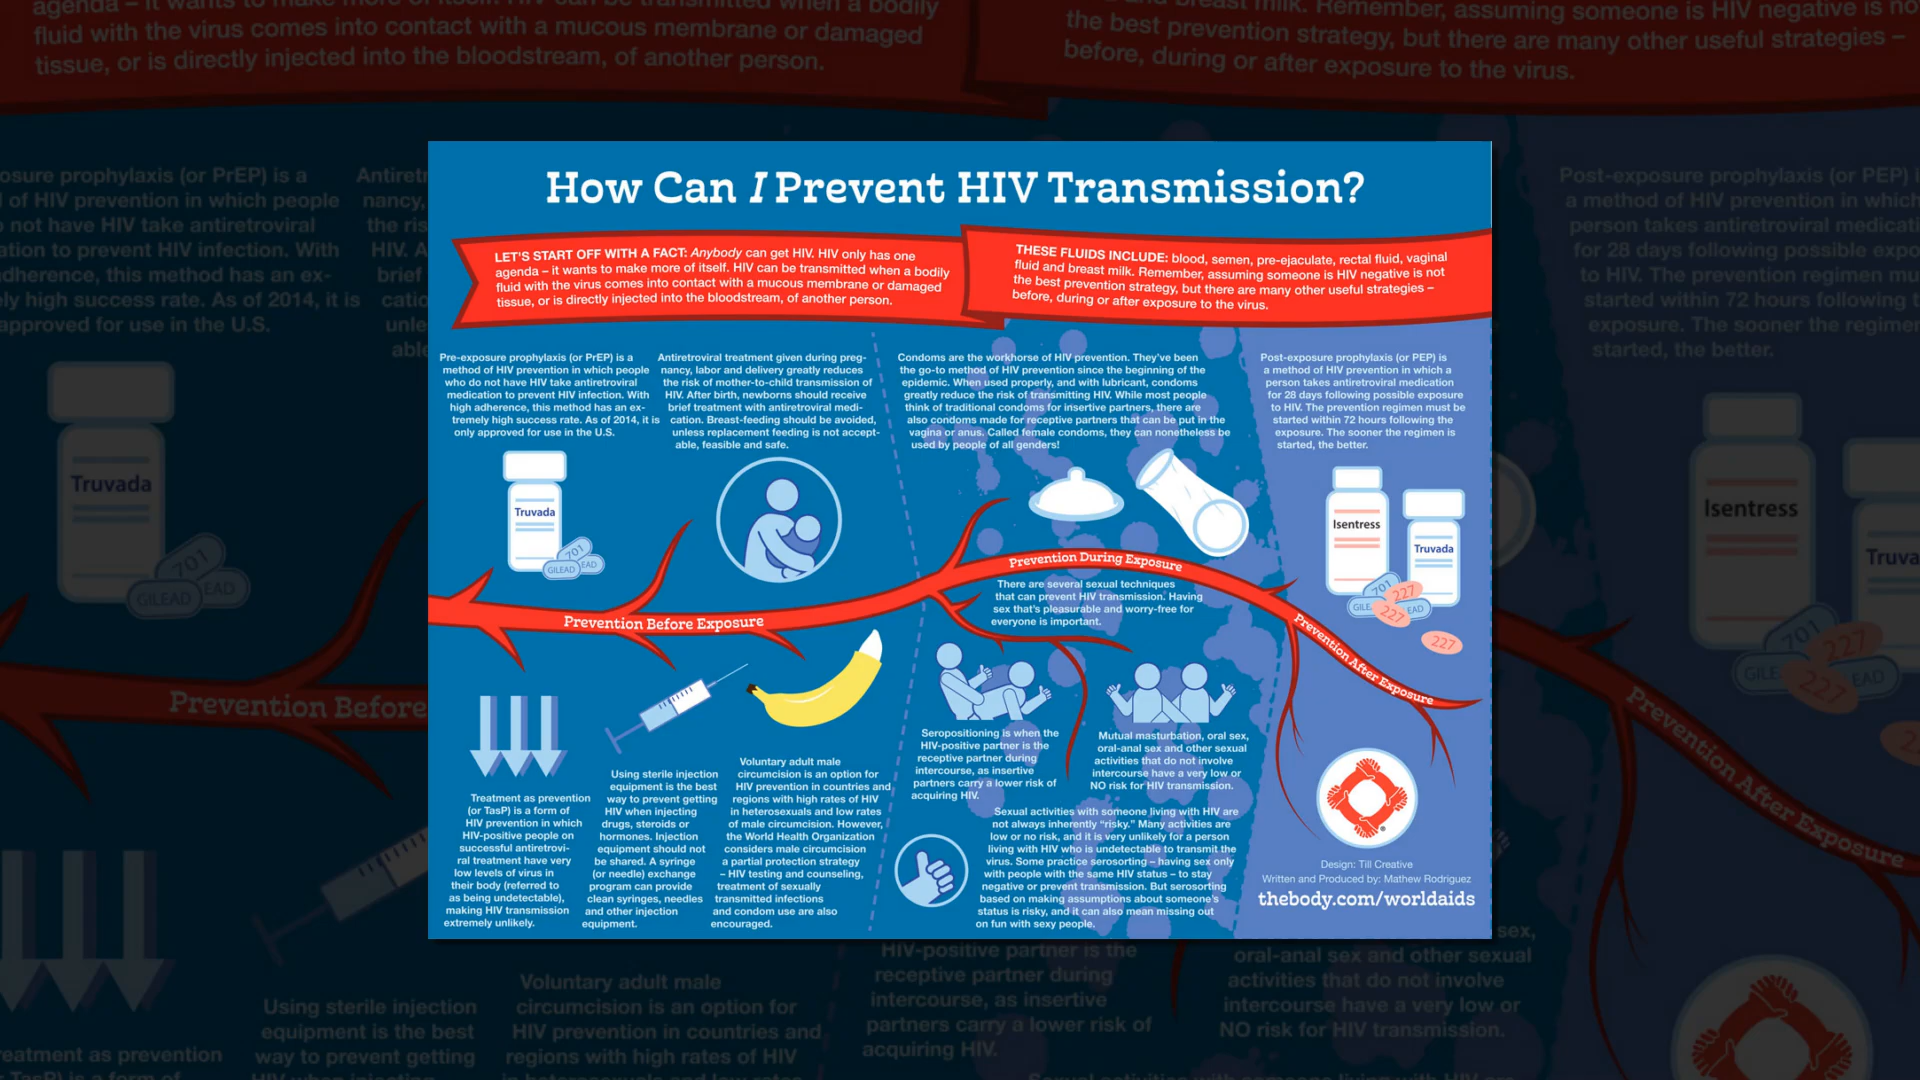 How Can I Prevent HIV Transmission?
LET'S START OFF WITH A FACT: Anybody can get HIV. HIV only has one
agenda – it wants to make more of itself. HIV can be transmitted when a bodily
fluid with the virus comes into contact with a mucous membrane or damaged
tissue, or is directly injected into the bloodstream, of another person.
THESE FLUIDS INCLUDE: blood, semen, pre-ejaculate, rectal fluid, vaginal
fluid and breast milk. Remember, assuming someone is HIV negative is not
the best prevention strategy, but there are many other useful strategies –
before, during or after exposure to the virus.
Pre-exposure prophylaxis (or PrEP) is a
method of HIV prevention in which people
who do not have HIV take antiretroviral
medication to prevent HIV infection. With
high adherence, this method has an ex-
tremely high success rate. As of 2014, it is
only approved for use in the U.S.
Antiretroviral treatment given during preg-
nancy, labor and delivery greatly reduces
the risk of mother-to-child transmission of
HIV. After birth, newborns should receive
brief treatment with antiretroviral medi-
cation. Breast-feeding should be avoided,
unless replacement feeding is not accept-
able, feasible and safe.
Condoms are the workhorse of HIV prevention. They've been
the go-to method of HIV prevention since the beginning of the
epidemic. When used properly, and with lubricant, condoms
greatly reduce the risk of transmitting HIV. While most people
think of traditional condoms for insertive partners, there are
also condoms made for receptive partners that can be put in the
vagina or anus. Called female condoms, they can nonetheless be
used by people of all genders!
Post-exposure prophylaxis (or PEP) is
a method of HIV prevention in which a
person takes antiretroviral medication
for 28 days following possible exposure
to HIV. The prevention regimen must be
started within 72 hours following the
exposure. The sooner the regimen is
started, the better.
Truvada
701
GILEAD
EAD
Isentress
Truvada
701
227
GILE
227
EAD
227
Prevention Before Exposure
Prevention During Exposure
Prevention After Exposure
There are several sexual techniques
that can prevent HIV transmission. Having
sex that's pleasurable and worry-free for
everyone is important.
Treatment as prevention
(or TasP) is a form of
HIV prevention in which
HIV-positive people on
successful antiretrovi-
ral treatment have very
low levels of virus in
their body (referred to
as being undetectable),
making HIV transmission
extremely unlikely.
Using sterile injection
equipment is the best
way to prevent getting
HIV when injecting
drugs, steroids or
hormones. Injection
equipment should not
be shared. A syringe
(or needle) exchange
program can provide
clean syringes, needles
and other injection
equipment.
Voluntary adult male
circumcision is an option for
HIV prevention in countries and
regions with high rates of HIV
in heterosexuals and low rates
of male circumcision. However,
the World Health Organization
considers male circumcision
a partial protection strategy
– HIV testing and counseling,
treatment of sexually
transmitted infections
and condom use are also
encouraged.
Seropositioning is when the
HIV-positive partner is the
receptive partner during
intercourse, as insertive
partners carry a lower risk of
acquiring HIV.
Mutual masturbation, oral sex,
oral-anal sex and other sexual
activities that do not involve
intercourse have a very low or
NO risk for HIV transmission.
Sexual activities with someone living with HIV are
not always inherently "risky." Many activities are
low or no risk, and it is very unlikely for a person
living with HIV who is undetectable to transmit the
virus. Some practice serosorting – having sex only
with people with the same HIV status – to stay
negative or prevent transmission. But serosorting
based on making assumptions about someone's
status is risky, and it can also mean missing out
on fun with sexy people.
Design: Till Creative
Written and Produced by: Mathew Rodriguez
thebody.com/worldaids